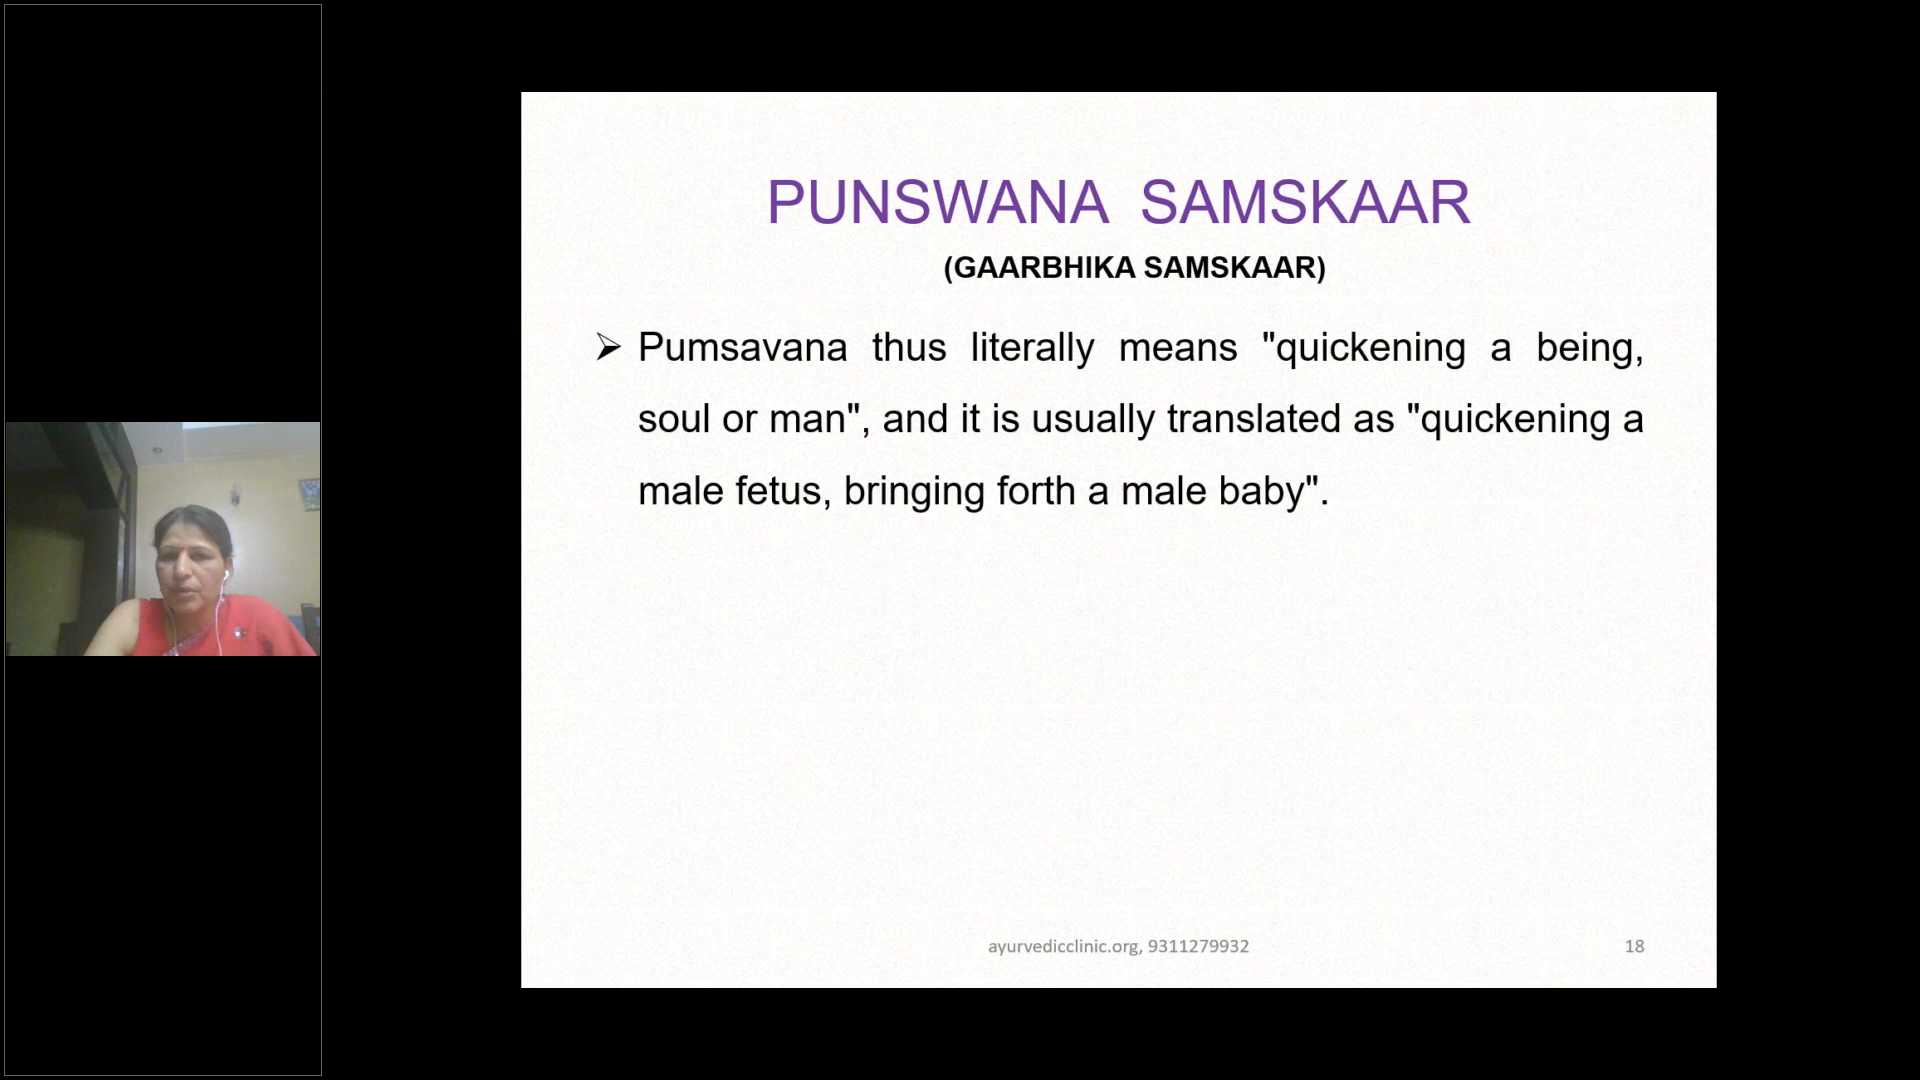 PUNSWANA SAMSKAAR
(GAARBHIKA SAMSKAAR)
➢ Pumsavana thus literally means "quickening a being,
soul or man", and it is usually translated as "quickening a
male fetus, bringing forth a male baby".
ayurvedicclinic.org, 9311279932
18